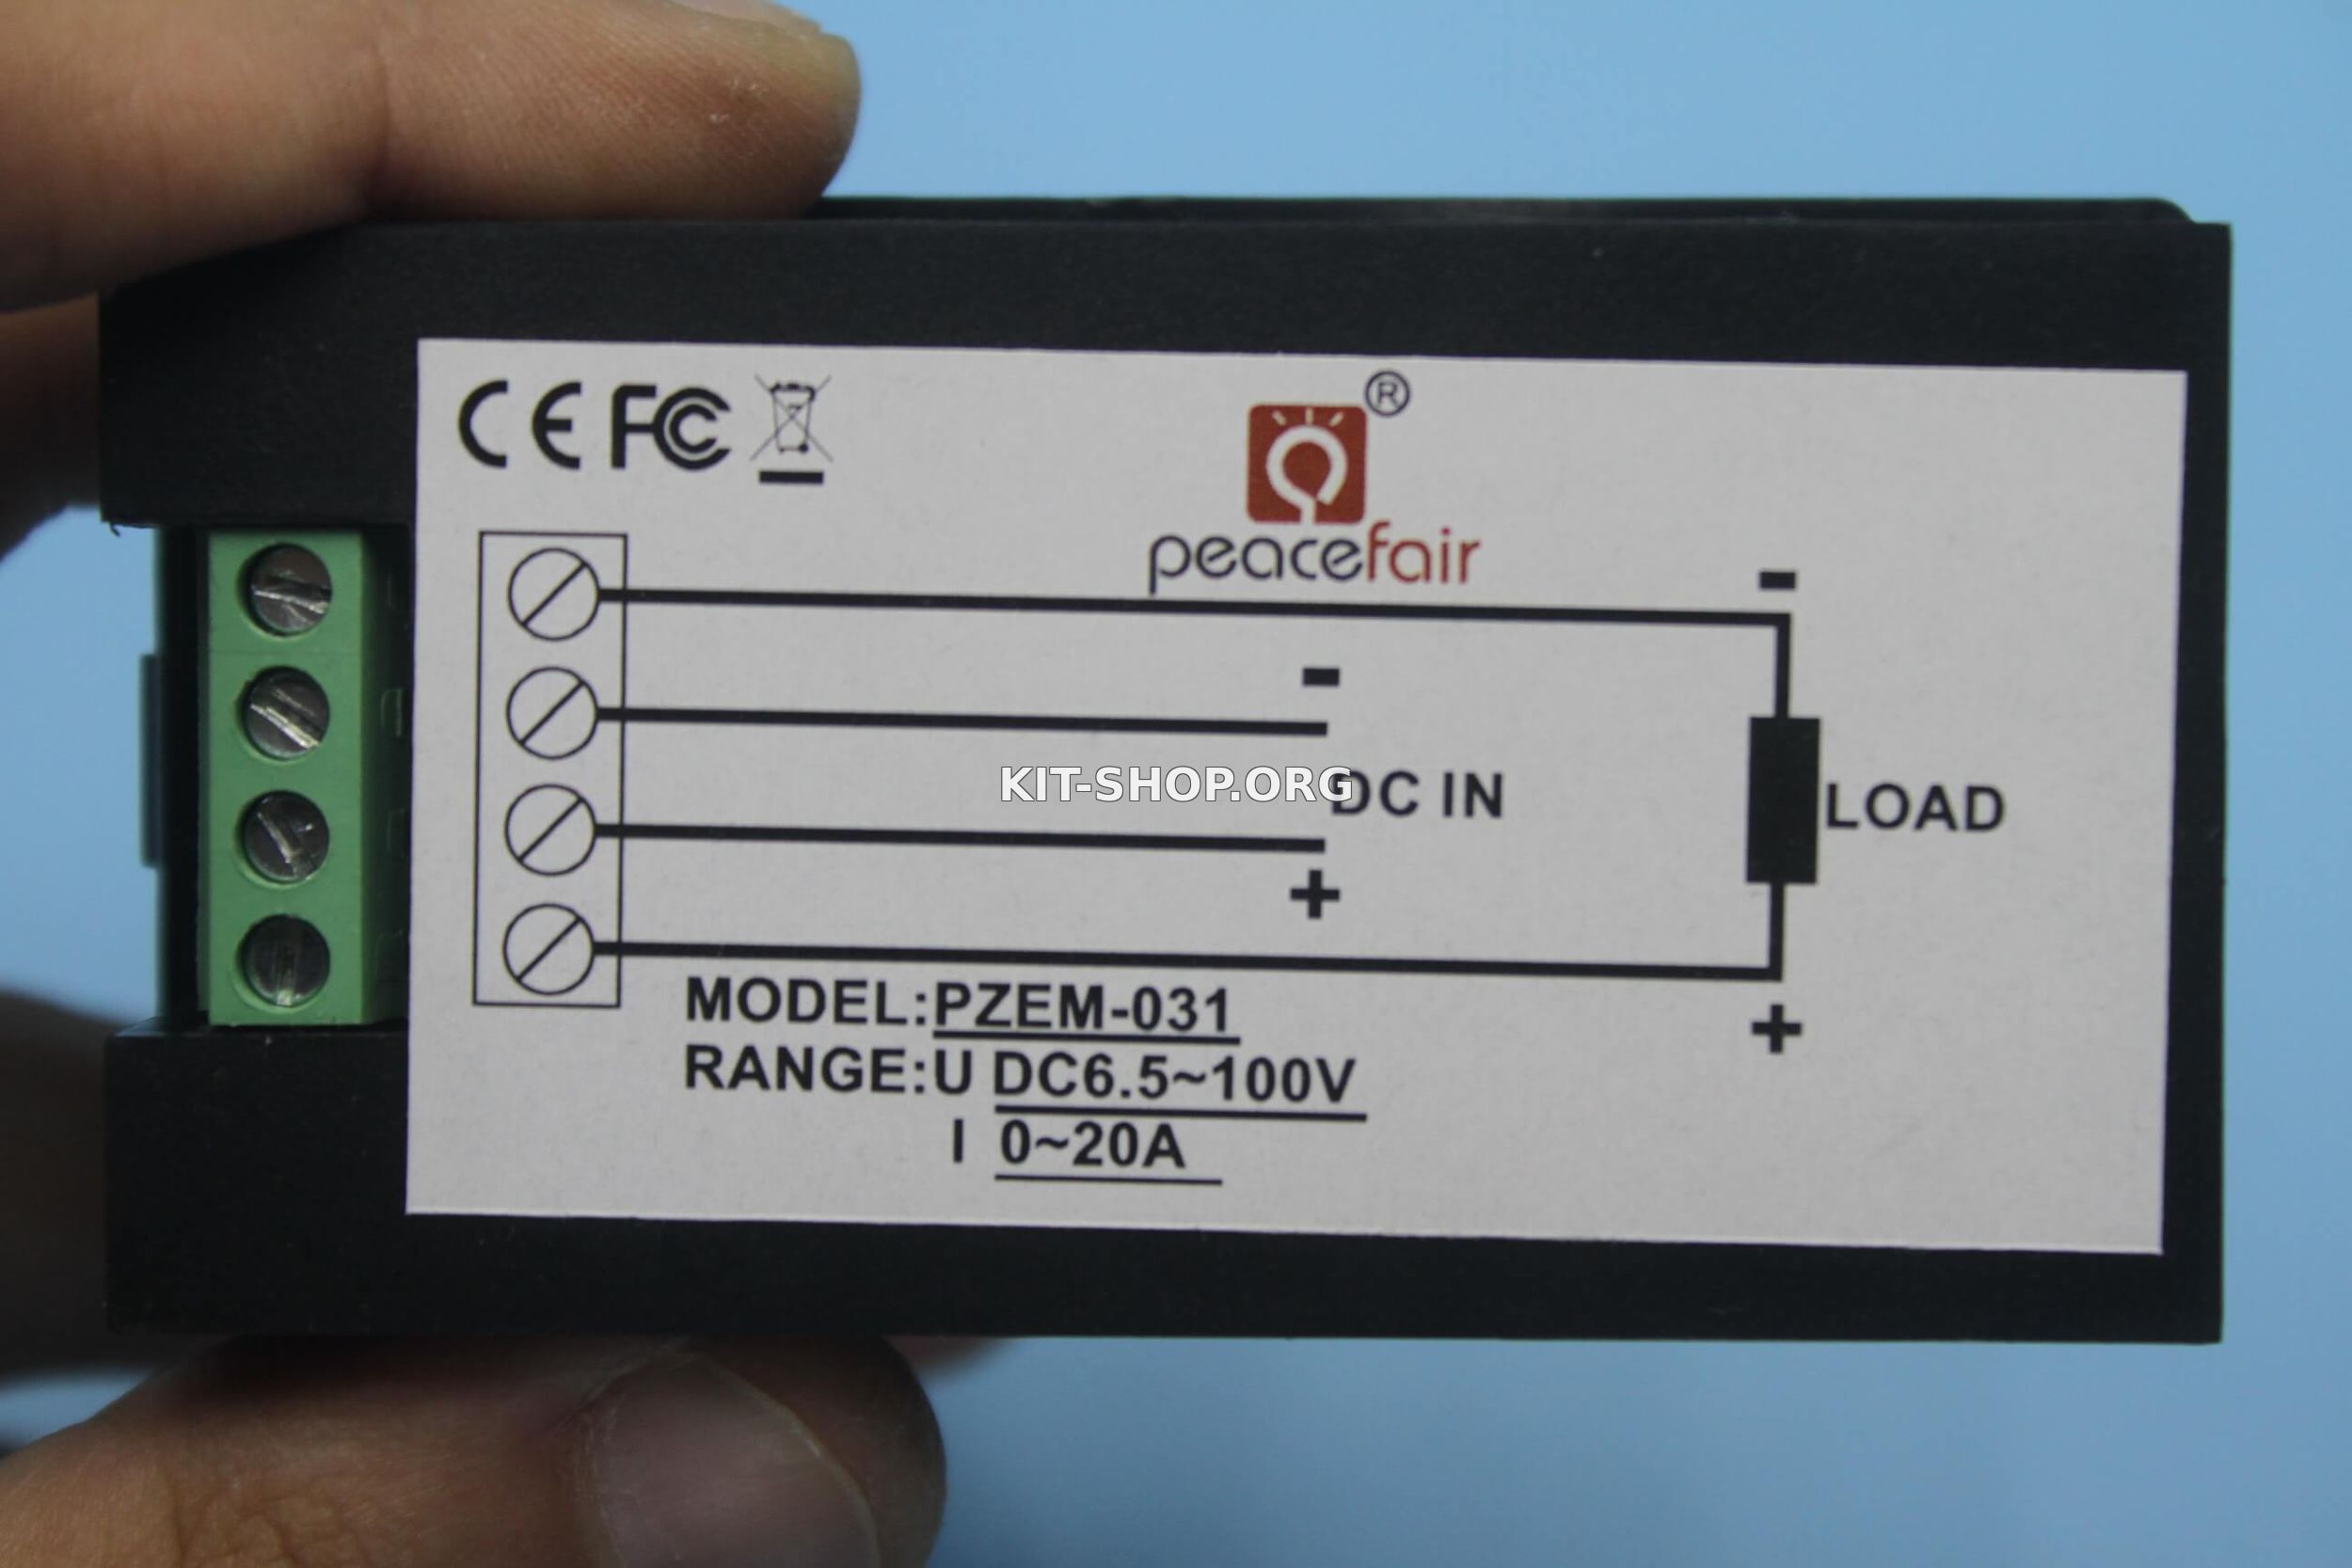 CE FC
®
peacefair
-
-
KIT-SHOP.ORG
DC IN
LOAD
+
+
MODEL:PZEM-031
RANGE:U DC6.5~100V
I 0~20A